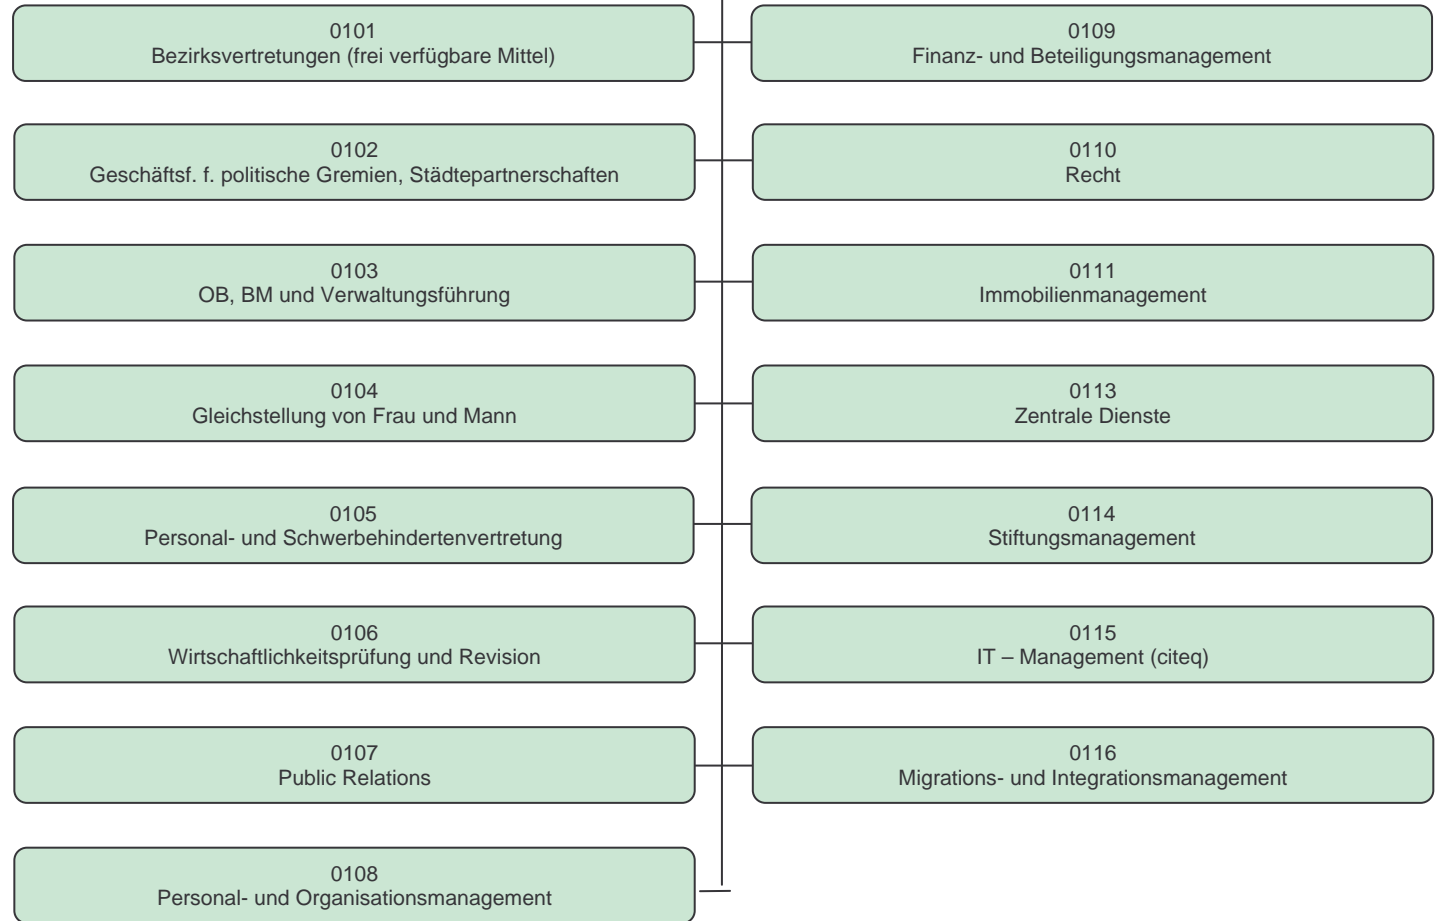 0101
Bezirksvertretungen (frei verfügbare Mittel)
0102
Geschäftsf. f. politische Gremien, Städtepartnerschaften
0103
OB, BM und Verwaltungsführung
0104
Gleichstellung von Frau und Mann
0105
Personal- und Schwerbehindertenvertretung
0106
Wirtschaftlichkeitsprüfung und Revision
0107
Public Relations
0108
Personal- und Organisationsmanagement
0109
Finanz- und Beteiligungsmanagement
0110
Recht
0111
Immobilienmanagement
0113
Zentrale Dienste
0114
Stiftungsmanagement
0115
IT – Management (citeq)
0116
Migrations- und Integrationsmanagement